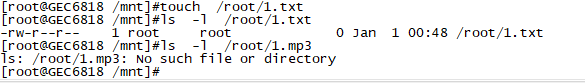 [root@GEC6818 /mnt]#touch  /root/1.txt
[root@GEC6818 /mnt]#ls  -l  /root/1.txt
-rw-r--r--    1 root     root             0 Jan  1 00:48 /root/1.txt
[root@GEC6818 /mnt]#ls  -l  /root/1.mp3
ls: /root/1.mp3: No such file or directory
[root@GEC6818 /mnt]#